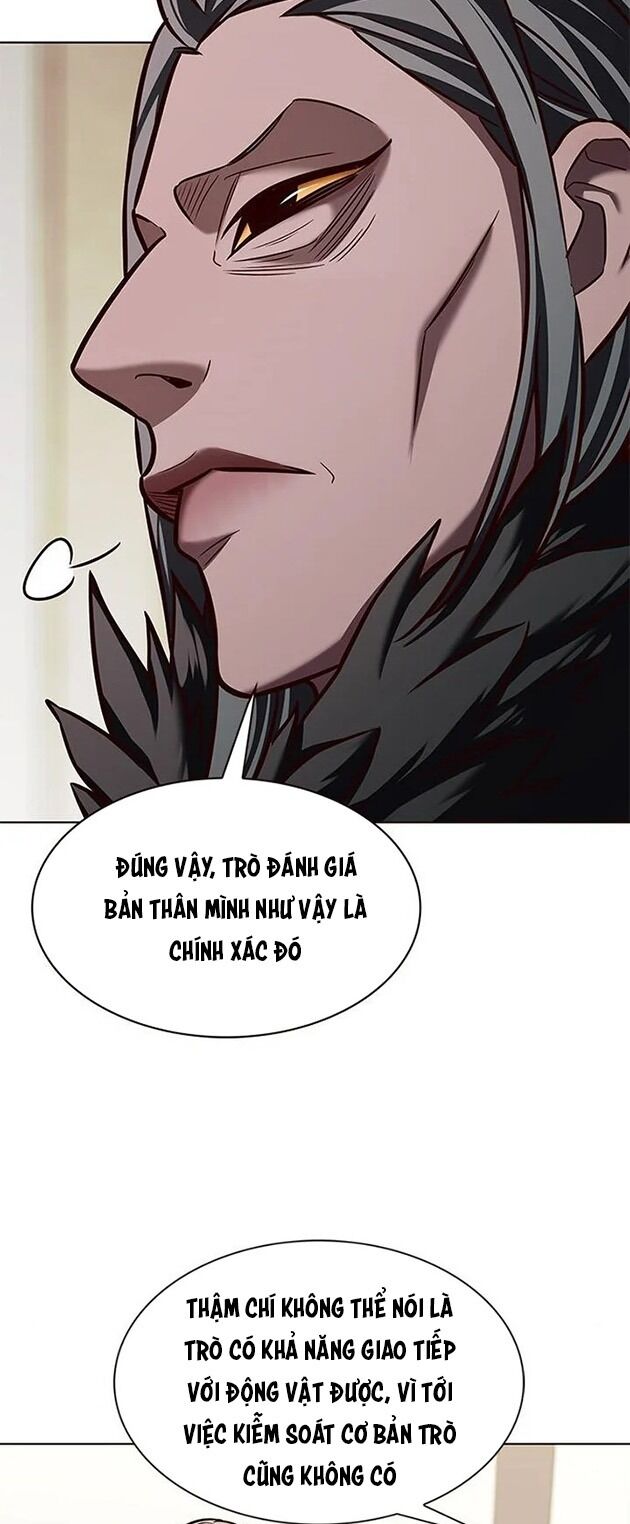 ĐÚNG VẬY, TRÒ ĐÁNH GIÁ
BẢN THÂN MÌNH NHƯ VẬY LÀ
CHÍNH XÁC ĐÓ
THẬM CHÍ KHÔNG THỂ NÓI LÀ
TRÒ CÓ KHẢ NĂNG GIAO TIẾP
VỚI ĐỘNG VẬT ĐƯỢC, VÌ TỚI
VIỆC KIỂM SOÁT CƠ BẢN TRÒ
CŨNG KHÔNG CÓ